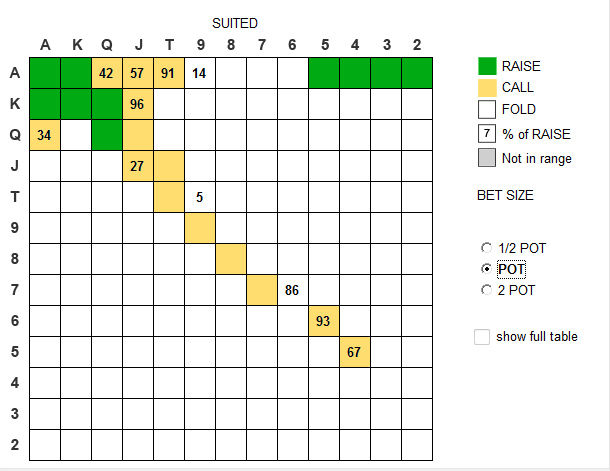 SUITED
A K Q J T 9 8 7 6 5 4 3 2
A 42 57 91 14
K 96
Q 34
J 27
T 5
9
8
7 86
6 93
5 67
4
3
2
RAISE
CALL
FOLD
7 % of RAISE
Not in range
BET SIZE
1/2 POT
POT
2 POT
show full table